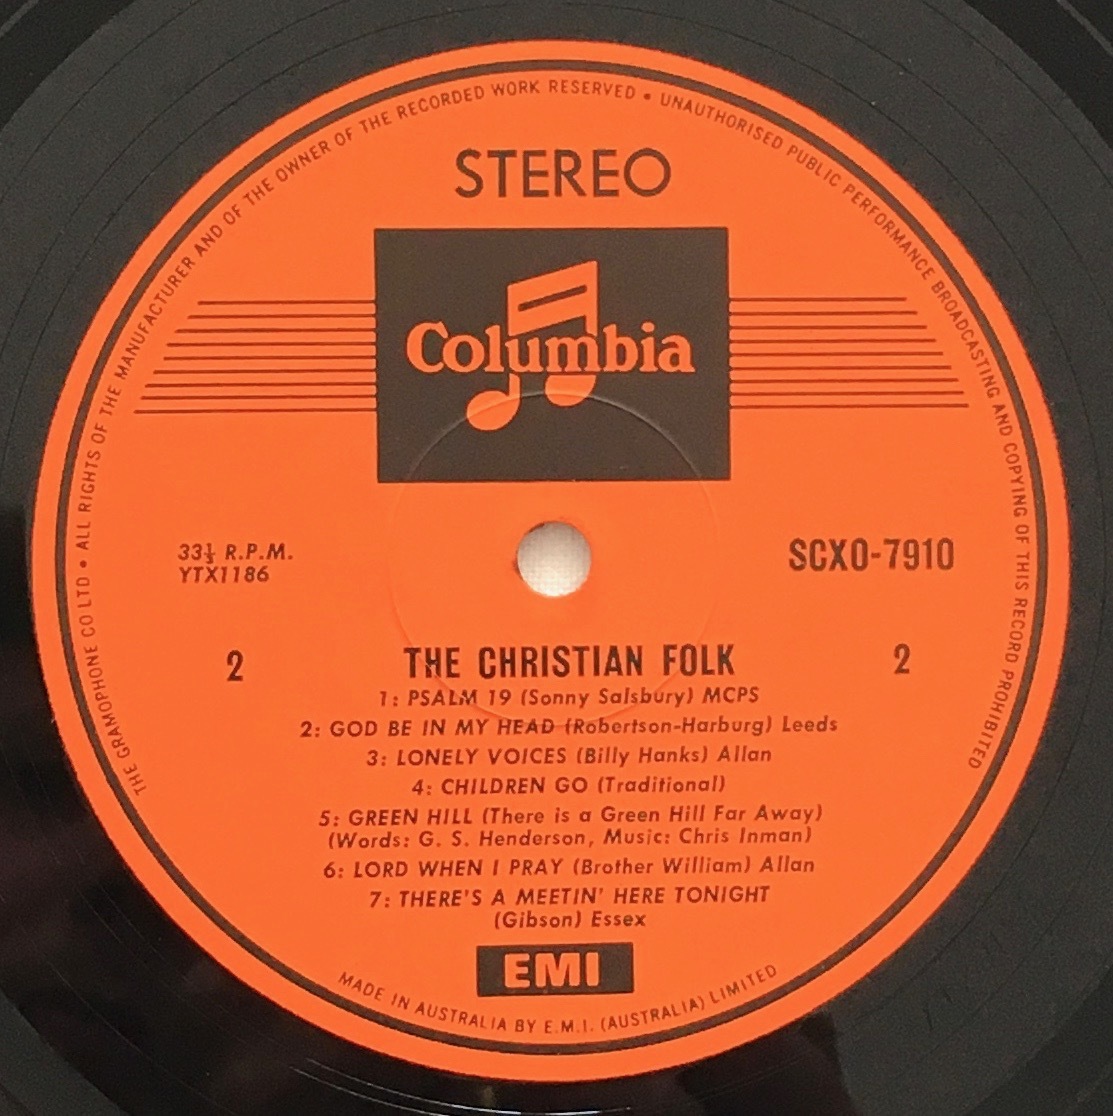 THE GRAMOPHONE CO LTD • ALL RIGHTS OF THE MANUFACTURER AND OF THE OWNER OF THE RECORDED WORK RESERVED • UNAUTHORISED PUBLIC PERFORMANCE BROADCASTING AND COPYING OF THIS RECORD PROHIBITED
STEREO
Columbia
33⅓ R.P.M.
YTX1186
SCXO-7910
2
2
THE CHRISTIAN FOLK
1: PSALM 19 (Sonny Salsbury) MCPS
2: GOD BE IN MY HEAD (Robertson-Harburg) Leeds
3: LONELY VOICES (Billy Hanks) Allan
4: CHILDREN GO (Traditional)
5: GREEN HILL (There is a Green Hill Far Away)
(Words: G. S. Henderson, Music: Chris Inman)
6: LORD WHEN I PRAY (Brother William) Allan
7: THERE'S A MEETIN' HERE TONIGHT
(Gibson) Essex
EMI
MADE IN AUSTRALIA BY E.M.I. (AUSTRALIA) LIMITED